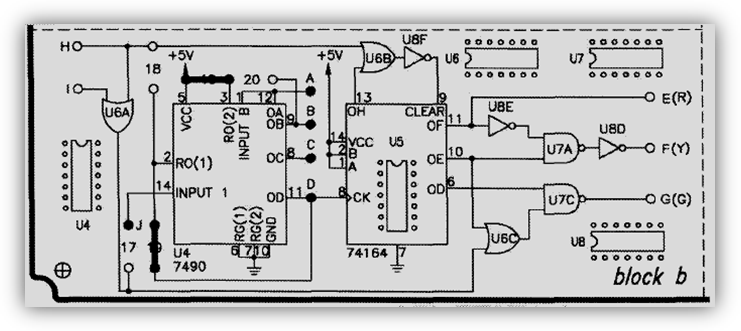 H
18
+5V
19
20
A
+5V
U6B
U8F
U6
U7
I
U6A
5
3
1
12
13
9
VCC
RO(2)
INPUT B
OA
OB
9
B
OH
CLEAR
OF
11
U8E
E(R)
U5
14
VCC
2
B
1
A
C
OC
8
OE
10
U7A
U8D
F(Y)
2
RO(1)
14
INPUT 1
D
OD
11
8
CK
OD
6
U7C
G(G)
U4
J
17
19
RG(1)
RG(2)
GND
6
7
10
U4
7490
74164
7
U6C
U8
block b